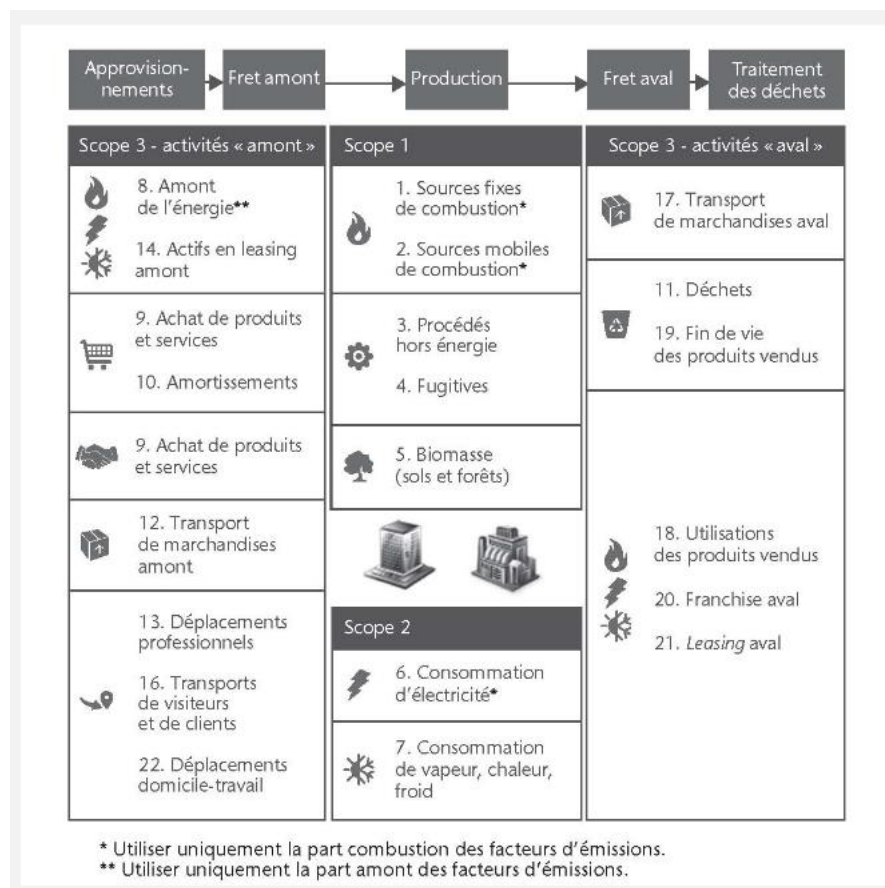 Approvision-
nements
Fret amont
Production
Fret aval
Traitement
des déchets
Scope 3 - activités « amont »
8. Amont
de l'énergie**
14. Actifs en leasing
amont
9. Achat de produits
et services
10. Amortissements
9. Achat de produits
et services
12. Transport
de marchandises
amont
13. Déplacements
professionnels
16. Transports
de visiteurs
et de clients
22. Déplacements
domicile-travail
Scope 1
1. Sources fixes
de combustion*
2. Sources mobiles
de combustion*
3. Procédés
hors énergie
4. Fugitives
5. Biomasse
(sols et forêts)
Scope 2
6. Consommation
d'électricité*
7. Consommation
de vapeur, chaleur,
froid
Scope 3 - activités « aval »
17. Transport
de marchandises aval
11. Déchets
19. Fin de vie
des produits vendus
18. Utilisations
des produits vendus
20. Franchise aval
21. Leasing aval
* Utiliser uniquement la part combustion des facteurs d'émissions.
** Utiliser uniquement la part amont des facteurs d'émissions.